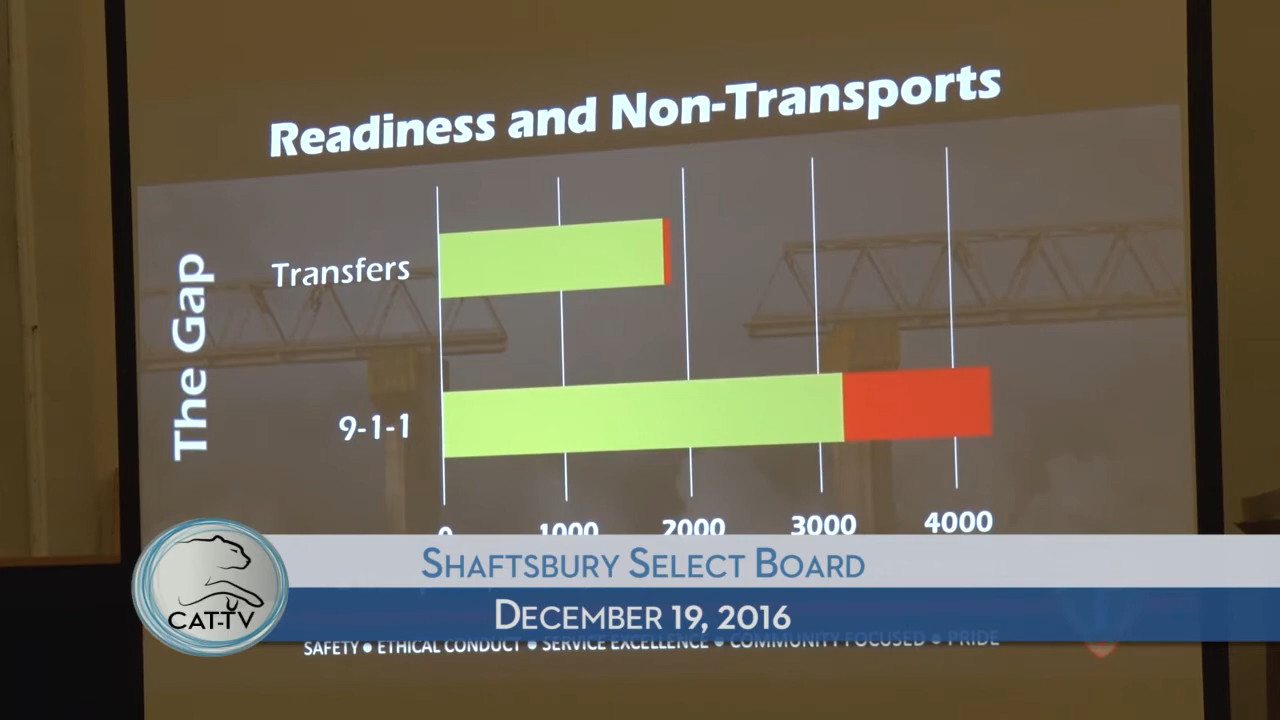 Readiness and Non-Transports
The Gap
Transfers
9-1-1
0 1000 2000 3000 4000
SHAFTSBURY SELECT BOARD
DECEMBER 19, 2016
CAT-TV
SAFETY • ETHICAL CONDUCT • SERVICE EXCELLENCE • COMMUNITY FOCUSED • PRIDE